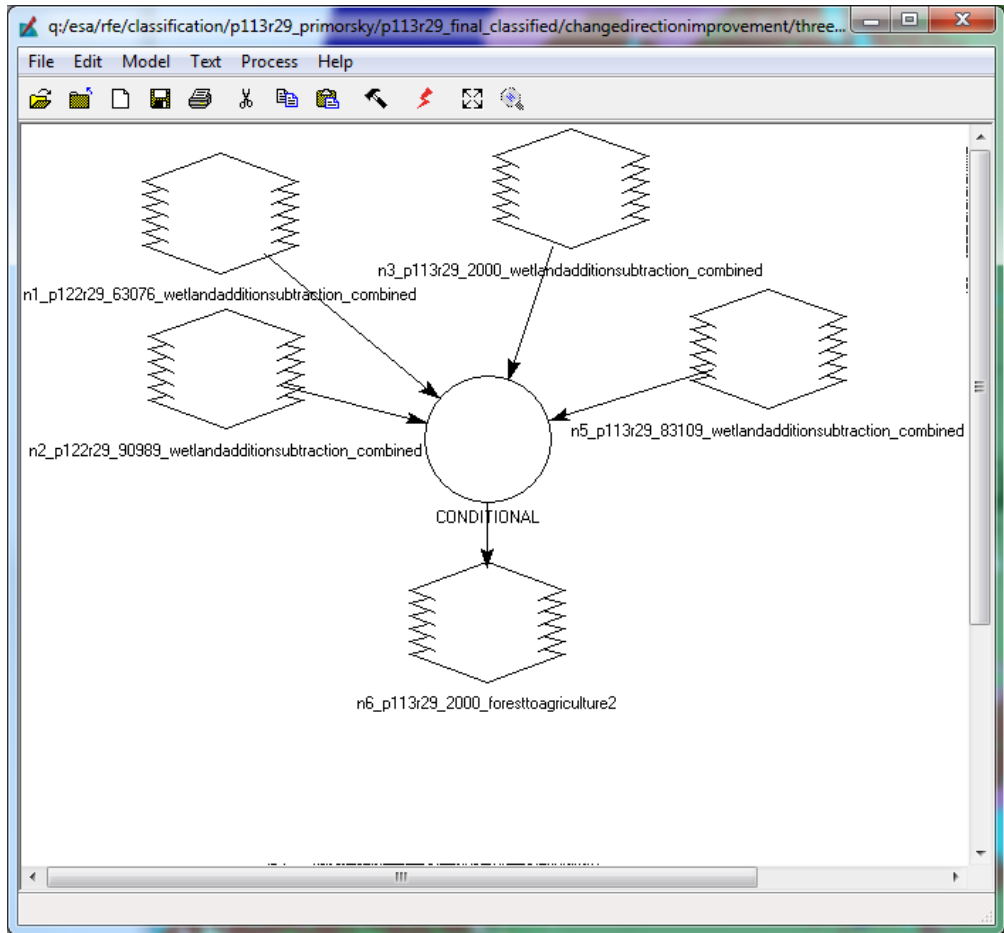 q:/esa/rfe/classification/p113r29_primorsky/p113r29_final_classified/changedirectionimprovement/three...
File Edit Model Text Process Help
n3_p113r29_2000_wetlandadditionsubtraction_combined
n1_p122r29_63076_wetlandadditionsubtraction_combined
n5_p113r29_83109_wetlandadditionsubtraction_combined
n2_p122r29_90989_wetlandadditionsubtraction_combined
CONDITIONAL
n6_p113r29_2000_foresttoagriculture2